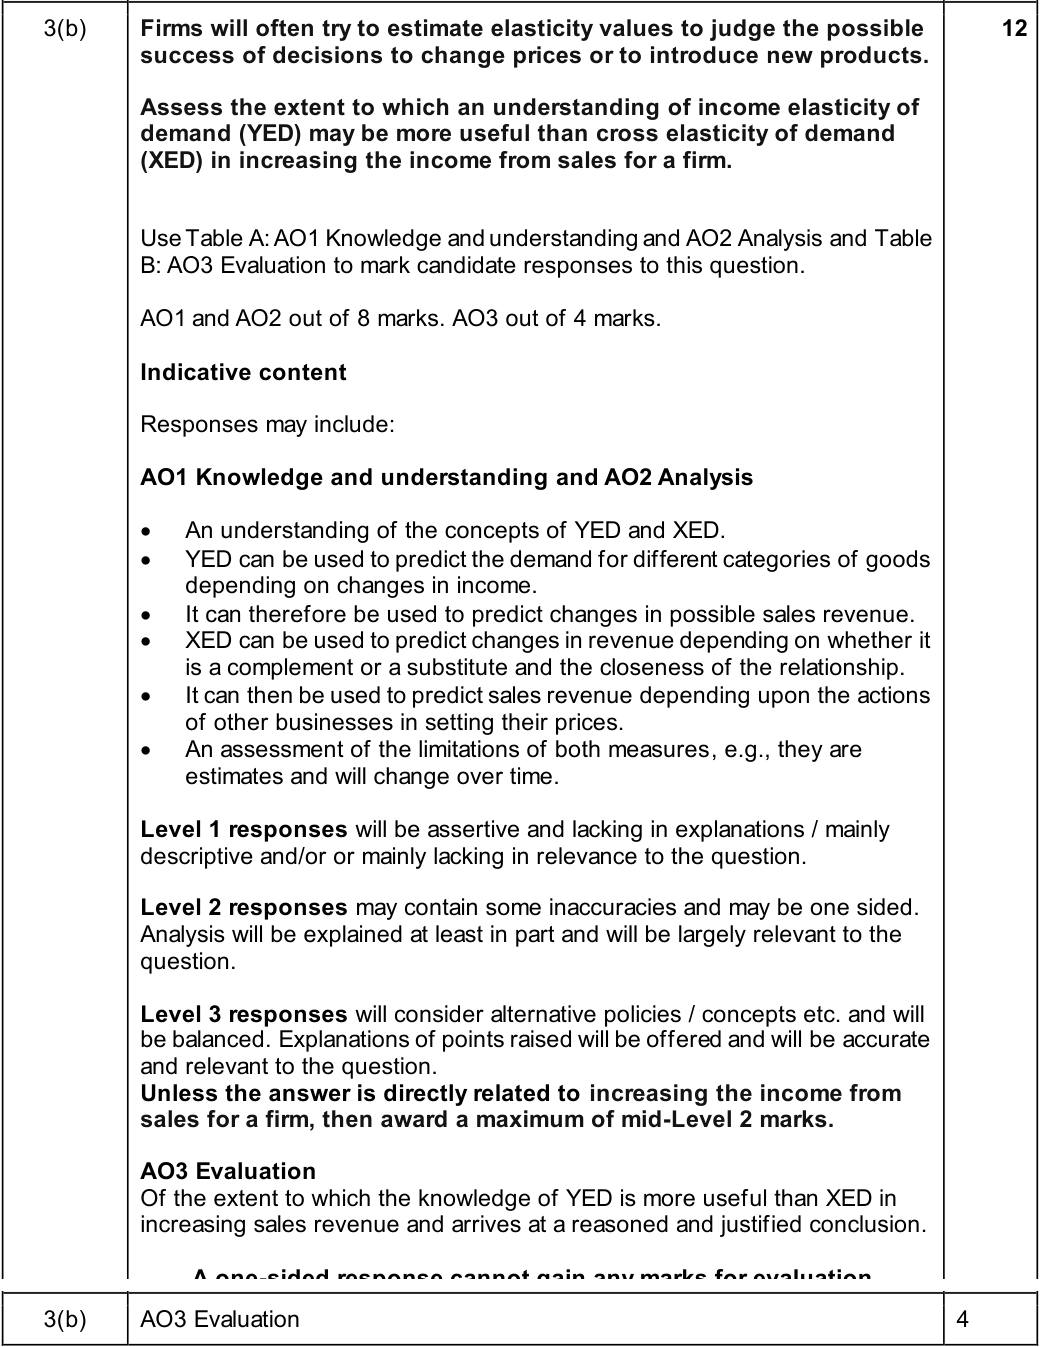 3(b)
Firms will often try to estimate elasticity values to judge the possible
12
success of decisions to change prices or to introduce new products.
Assess the extent to which an understanding of income elasticity of
demand (YED) may be more useful than cross elasticity of demand
(XED) in increasing the income from sales for a firm.
Use Table A: AO1 Knowledge and understanding and AO2 Analysis and Table
B: AO3 Evaluation to mark candidate responses to this question.
AO1 and AO2 out of 8 marks. AO3 out of 4 marks.
Indicative content
Responses may include:
AO1 Knowledge and understanding and AO2 Analysis
• An understanding of the concepts of YED and XED.
• YED can be used to predict the demand for different categories of goods
depending on changes in income.
• It can therefore be used to predict changes in possible sales revenue.
• XED can be used to predict changes in revenue depending on whether it
is a complement or a substitute and the closeness of the relationship.
• It can then be used to predict sales revenue depending upon the actions
of other businesses in setting their prices.
• An assessment of the limitations of both measures, e.g., they are
estimates and will change over time.
Level 1 responses will be assertive and lacking in explanations / mainly
descriptive and/or or mainly lacking in relevance to the question.
Level 2 responses may contain some inaccuracies and may be one sided.
Analysis will be explained at least in part and will be largely relevant to the
question.
Level 3 responses will consider alternative policies / concepts etc. and will
be balanced. Explanations of points raised will be offered and will be accurate
and relevant to the question.
Unless the answer is directly related to increasing the income from
sales for a firm, then award a maximum of mid-Level 2 marks.
AO3 Evaluation
Of the extent to which the knowledge of YED is more useful than XED in
increasing sales revenue and arrives at a reasoned and justified conclusion.
A one-sided response cannot gain any marks for evaluation
3(b)
AO3 Evaluation
4